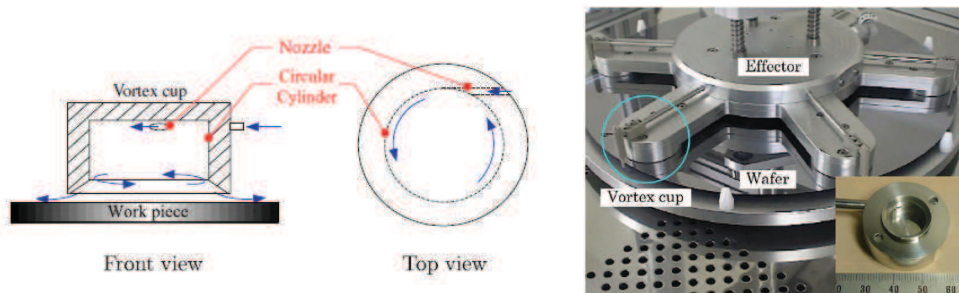 Nozzle
Circular
Cylinder
Vortex cup
Work piece
Front view
Top view
Effector
Wafer
Vortex cup
0 30 40 50 60